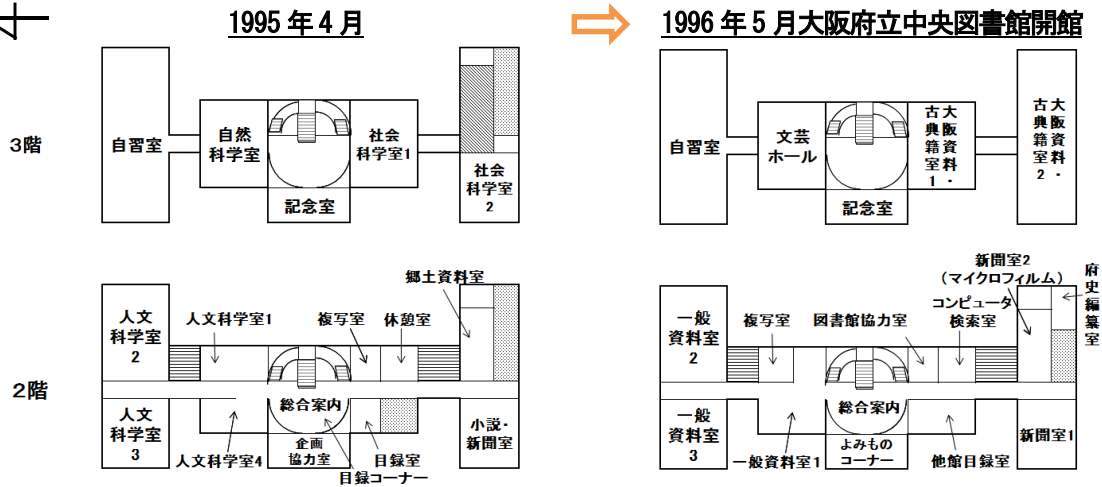 1995 年 4 月
1996 年 5 月大阪府立中央図書館開館
3階
自習室
自然
科学室
社会
科学室1
社会
科学室
2
記念室
自習室
文芸
ホール
大阪資料・
古典籍室
1
大阪資料・
古典籍室
2
記念室
2階
郷土資料室
人文
科学室
2
人文科学室1
複写室
休憩室
総合案内
人文
科学室
3
企画
協力室
小説・
新聞室
人文科学室4
目録室
目録コーナー
新聞室2
(マイクロフィルム)
府史編纂室
一般
資料室
2
複写室
図書館協力室
コンピュータ
検索室
総合案内
一般
資料室
3
よみもの
コーナー
新聞室1
一般資料室1
他館目録室